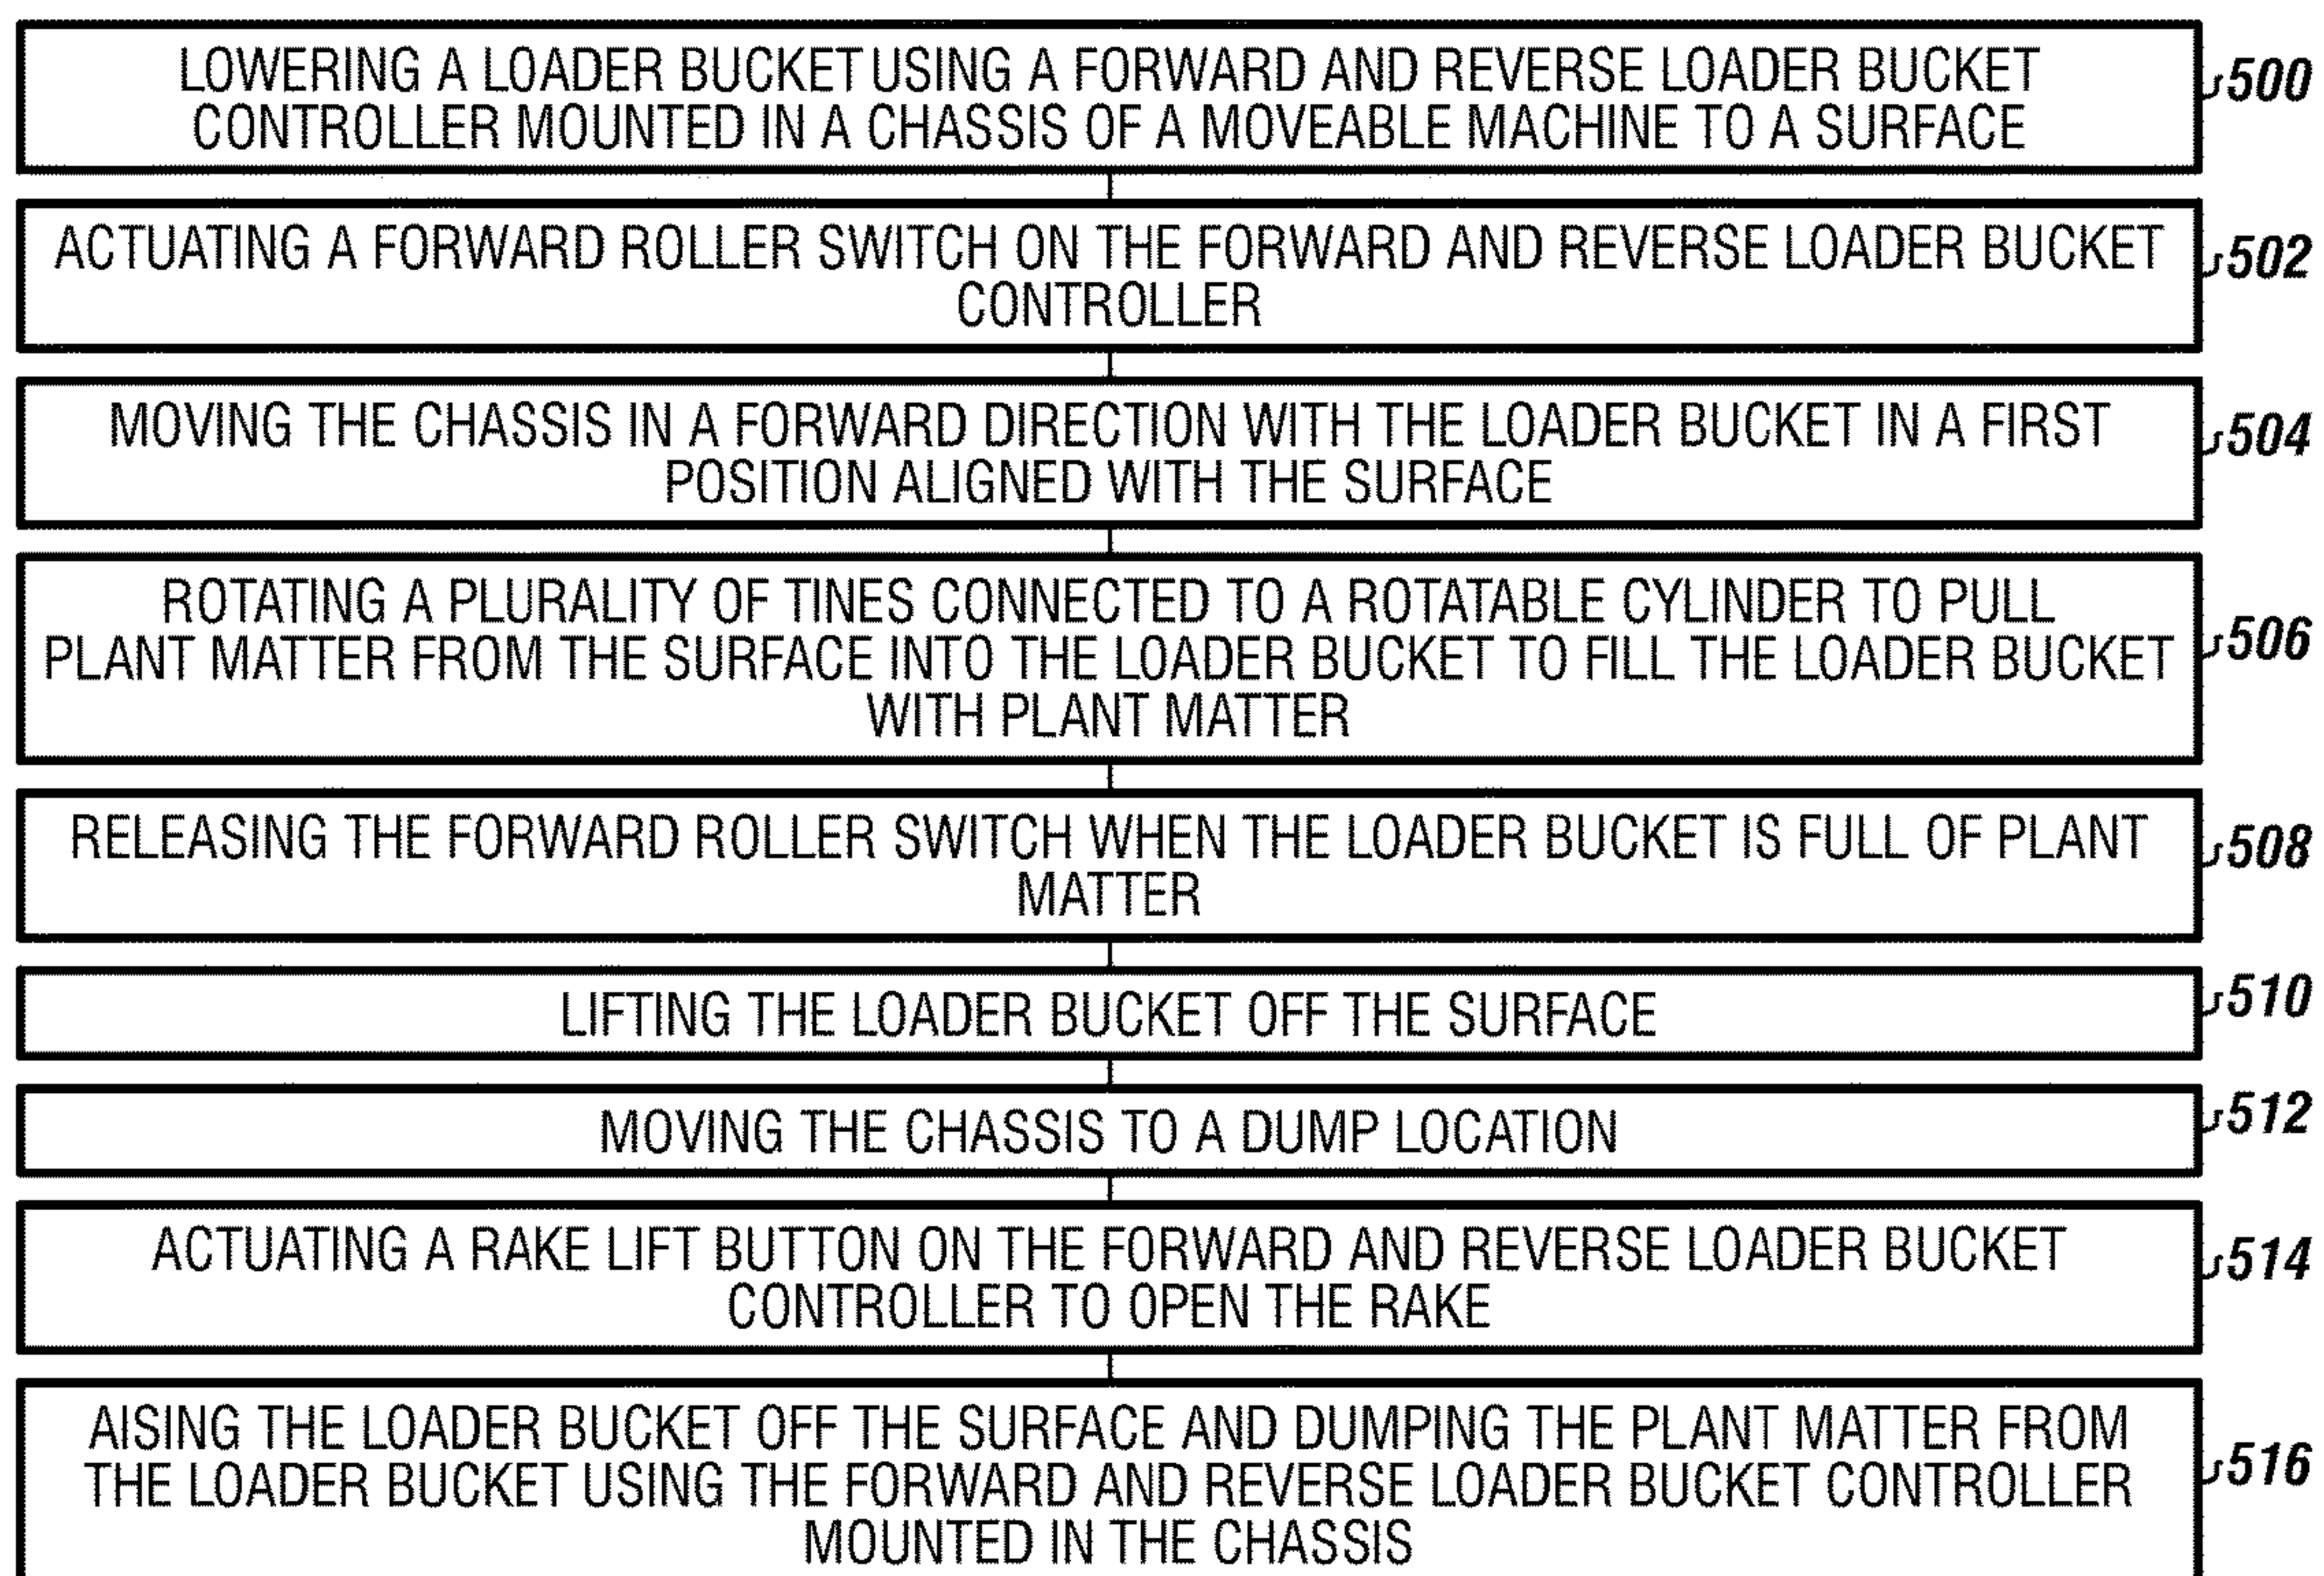 LOWERING A LOADER BUCKET USING A FORWARD AND REVERSE LOADER BUCKET
CONTROLLER MOUNTED IN A CHASSIS OF A MOVEABLE MACHINE TO A SURFACE
500
ACTUATING A FORWARD ROLLER SWITCH ON THE FORWARD AND REVERSE LOADER BUCKET
CONTROLLER
502
MOVING THE CHASSIS IN A FORWARD DIRECTION WITH THE LOADER BUCKET IN A FIRST
POSITION ALIGNED WITH THE SURFACE
504
ROTATING A PLURALITY OF TINES CONNECTED TO A ROTATABLE CYLINDER TO PULL
PLANT MATTER FROM THE SURFACE INTO THE LOADER BUCKET TO FILL THE LOADER BUCKET
WITH PLANT MATTER
506
RELEASING THE FORWARD ROLLER SWITCH WHEN THE LOADER BUCKET IS FULL OF PLANT
MATTER
508
LIFTING THE LOADER BUCKET OFF THE SURFACE
510
MOVING THE CHASSIS TO A DUMP LOCATION
512
ACTUATING A RAKE LIFT BUTTON ON THE FORWARD AND REVERSE LOADER BUCKET
CONTROLLER TO OPEN THE RAKE
514
AISING THE LOADER BUCKET OFF THE SURFACE AND DUMPING THE PLANT MATTER FROM
THE LOADER BUCKET USING THE FORWARD AND REVERSE LOADER BUCKET CONTROLLER
MOUNTED IN THE CHASSIS
516